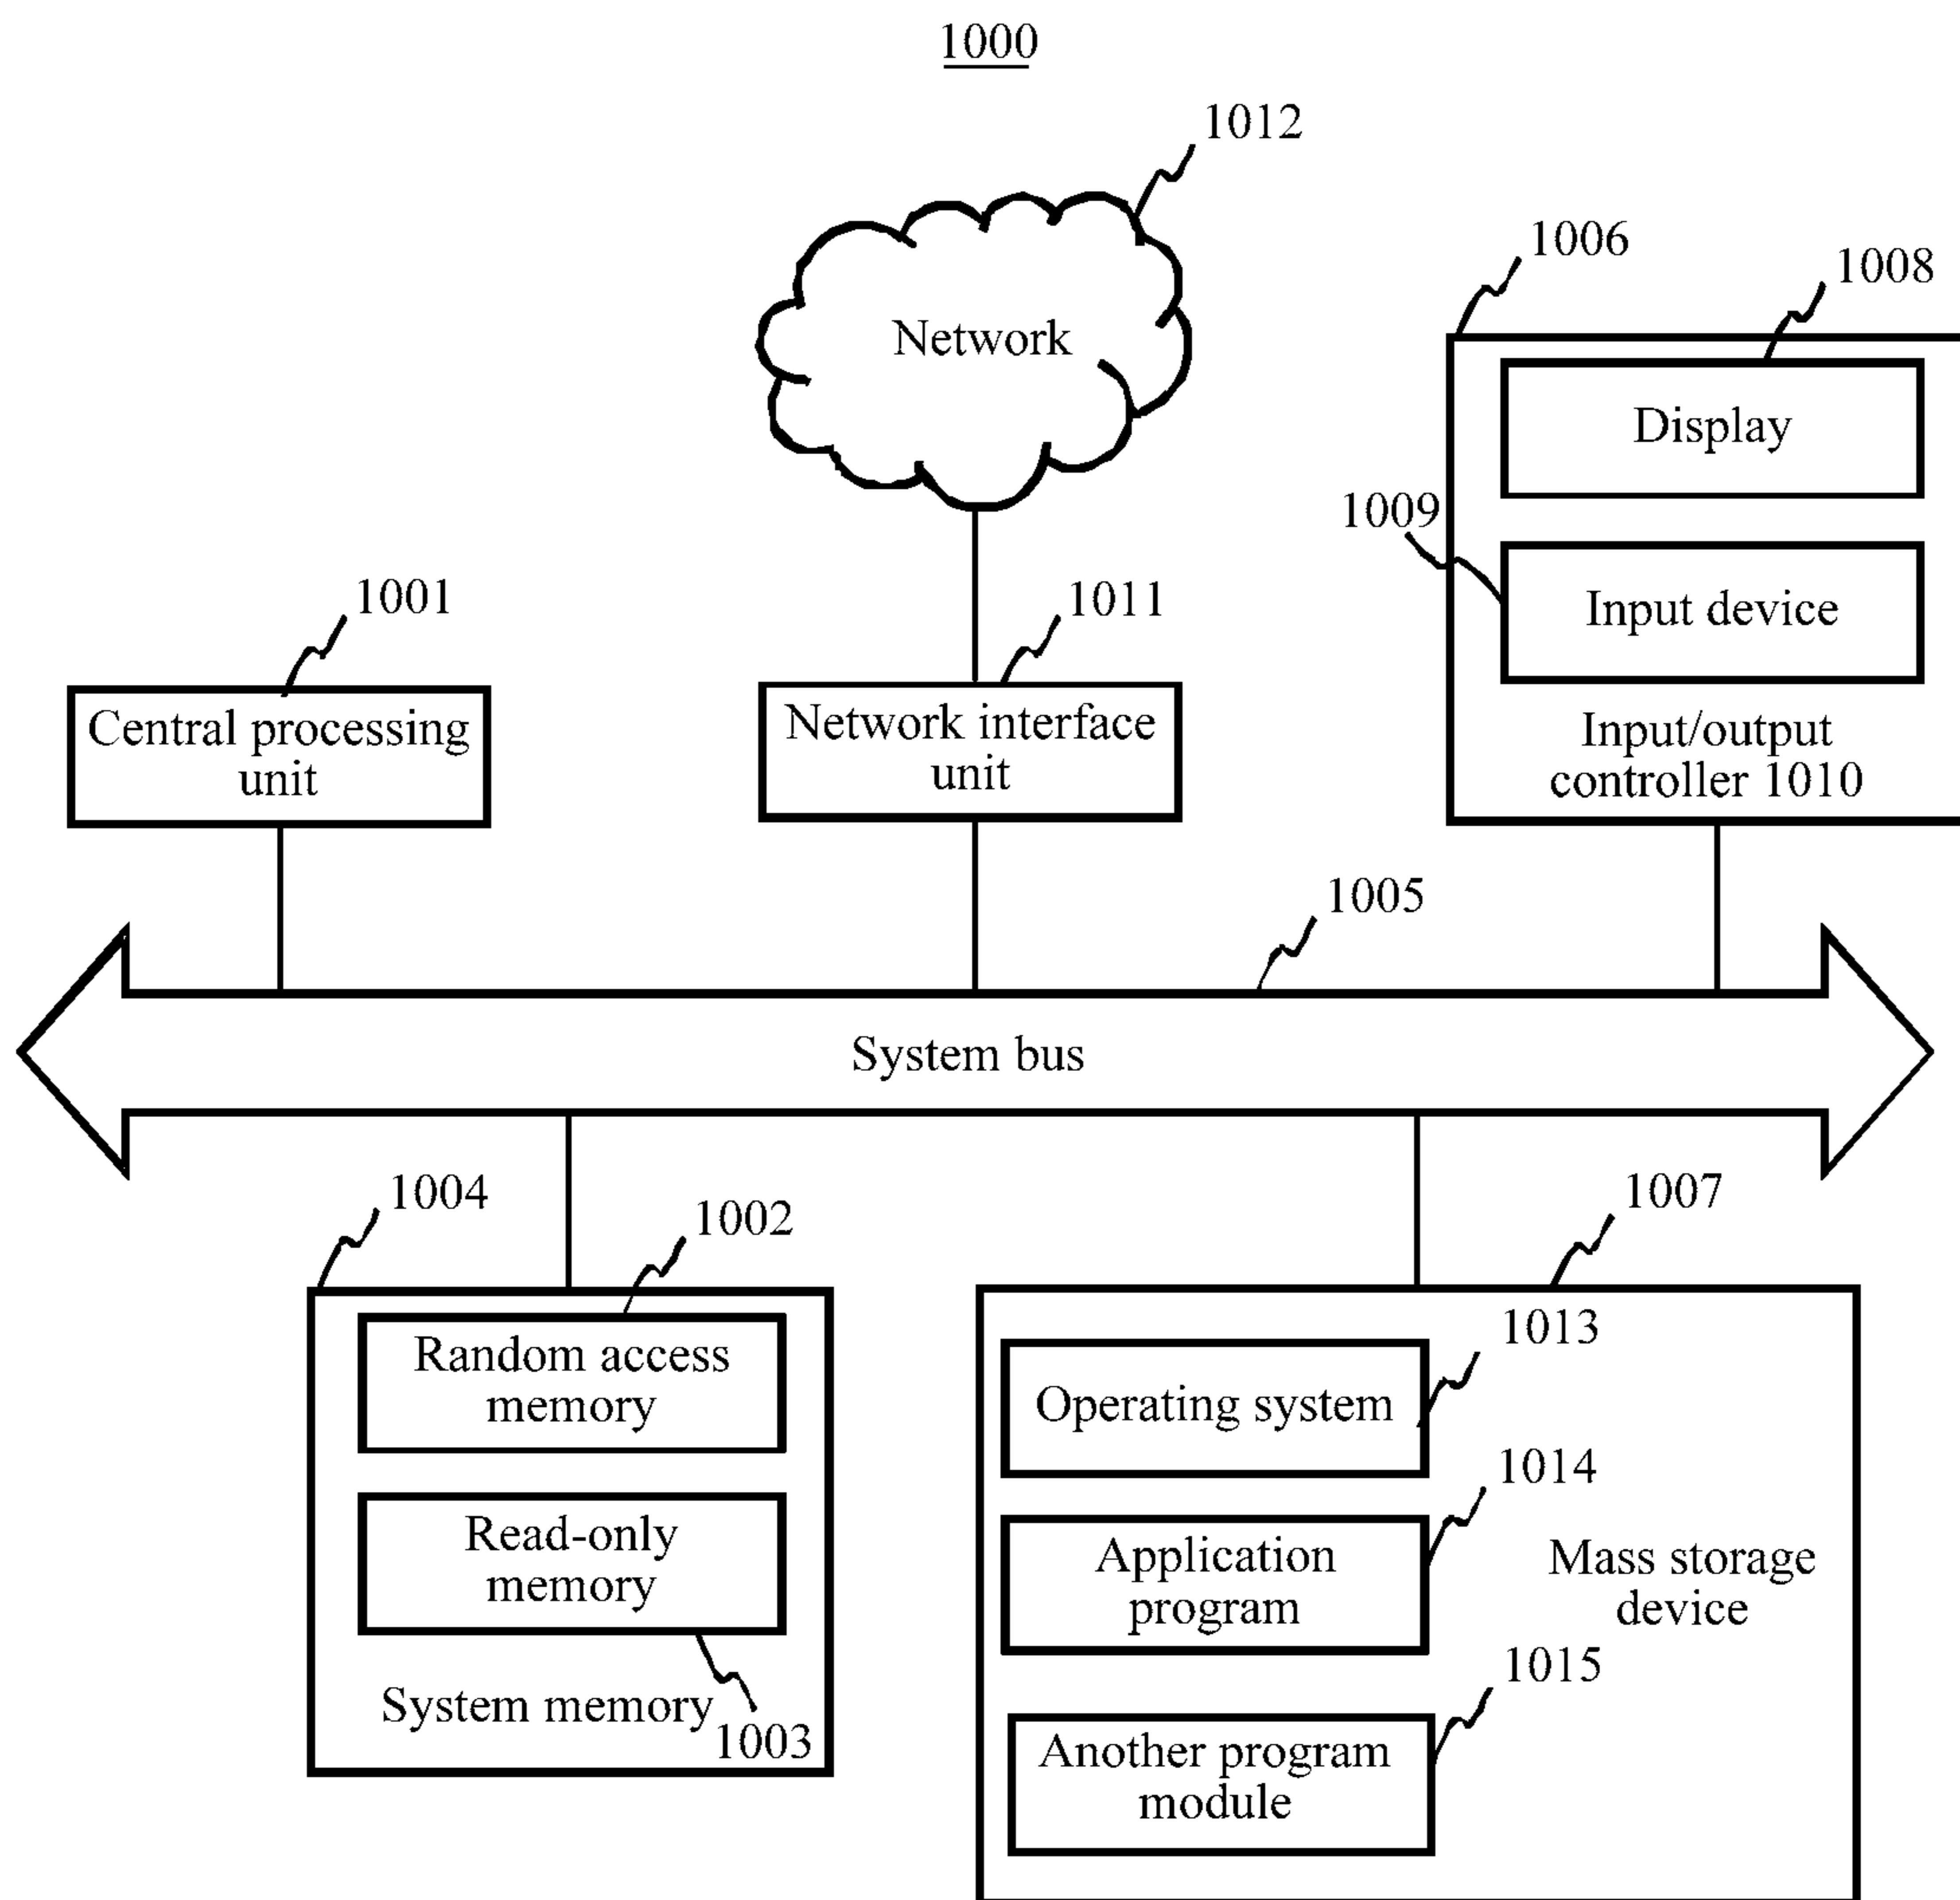 1000
1012
Network
1006
1008
Display
1009
Input device
Input/output
controller 1010
1001
Central processing
unit
1011
Network interface
unit
1005
System bus
1004
1002
Random access
memory
Read-only
memory
System memory
1003
1007
1013
Operating system
1014
Application
program
Mass storage
device
1015
Another program
module